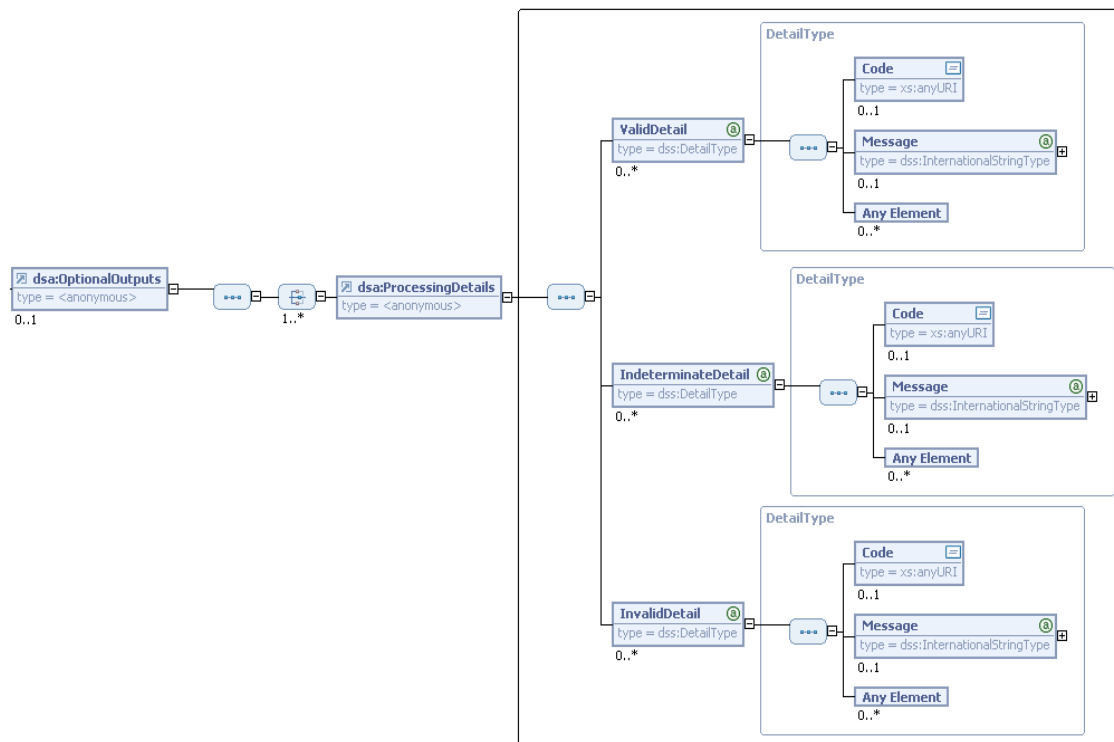 dsa:OptionalOutputs
type = <anonymous>
0..1
1..*
dsa:ProcessingDetails
type = <anonymous>
ValidDetail
type = dss:DetailType
0..*
DetailType
Code
type = xs:anyURI
0..1
Message
type = dss:InternationalStringType
0..1
Any Element
0..*
IndeterminateDetail
type = dss:DetailType
0..*
DetailType
Code
type = xs:anyURI
0..1
Message
type = dss:InternationalStringType
0..1
Any Element
0..*
InvalidDetail
type = dss:DetailType
0..*
DetailType
Code
type = xs:anyURI
0..1
Message
type = dss:InternationalStringType
0..1
Any Element
0..*